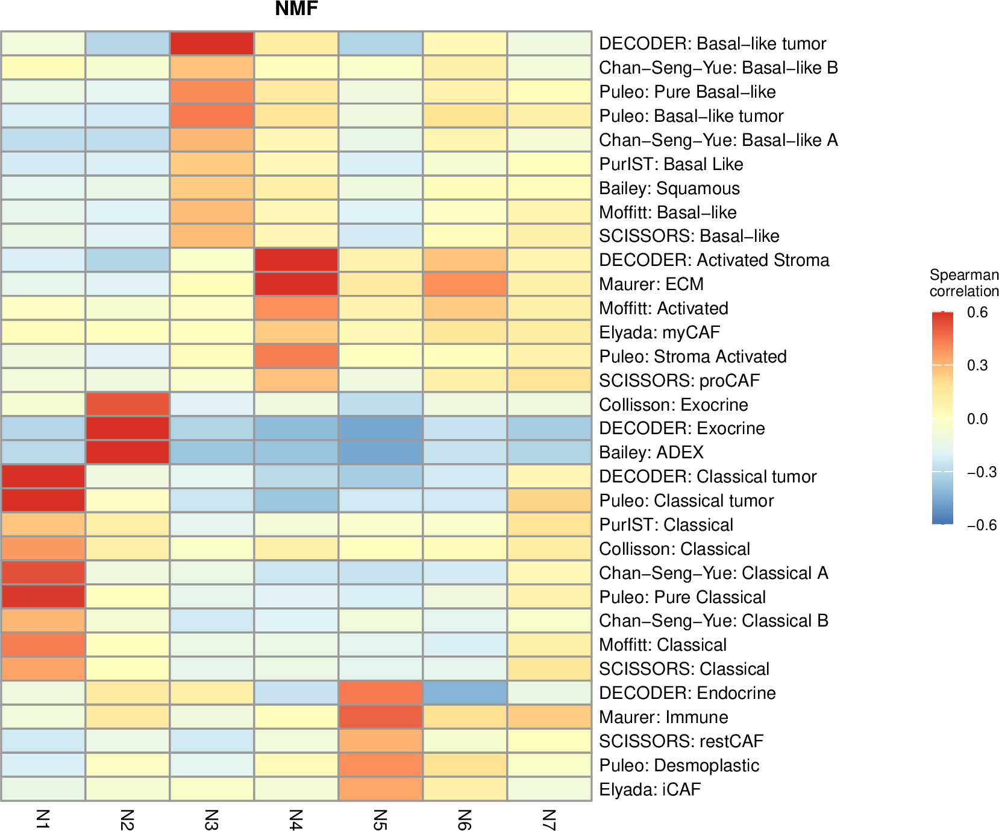 NMF
DECODER: Basal−like tumor
Chan−Seng−Yue: Basal−like B
Puleo: Pure Basal−like
Puleo: Basal−like tumor
Chan−Seng−Yue: Basal−like A
PurIST: Basal Like
Bailey: Squamous
Moffitt: Basal−like
SCISSORS: Basal−like
DECODER: Activated Stroma
Maurer: ECM
Moffitt: Activated
Elyada: myCAF
Puleo: Stroma Activated
SCISSORS: proCAF
Collisson: Exocrine
DECODER: Exocrine
Bailey: ADEX
DECODER: Classical tumor
Puleo: Classical tumor
PurIST: Classical
Collisson: Classical
Chan−Seng−Yue: Classical A
Puleo: Pure Classical
Chan−Seng−Yue: Classical B
Moffitt: Classical
SCISSORS: Classical
DECODER: Endocrine
Maurer: Immune
SCISSORS: restCAF
Puleo: Desmoplastic
Elyada: iCAF
N1
N2
N3
N4
N5
N6
N7
Spearman
correlation
0.6
0.3
0.0
−0.3
−0.6